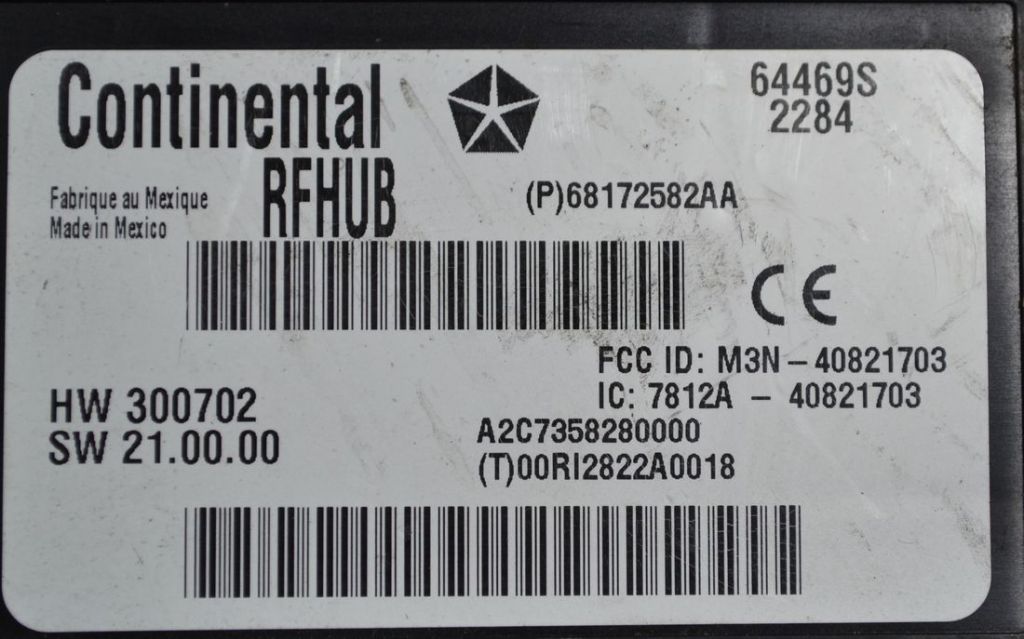 Continental
64469S
2284
RFHUB
Fabrique au Mexique
Made in Mexico
(P)68172582AA
CE
FCC ID: M3N-40821703
IC: 7812A - 40821703
HW 300702
SW 21.00.00
A2C7358280000
(T)00RI2822A0018